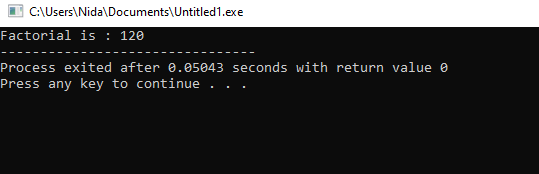 C:\Users\Nida\Documents\Untitled1.exe
Factorial is : 120
--------------------------------
Process exited after 0.05043 seconds with return value 0
Press any key to continue . . .